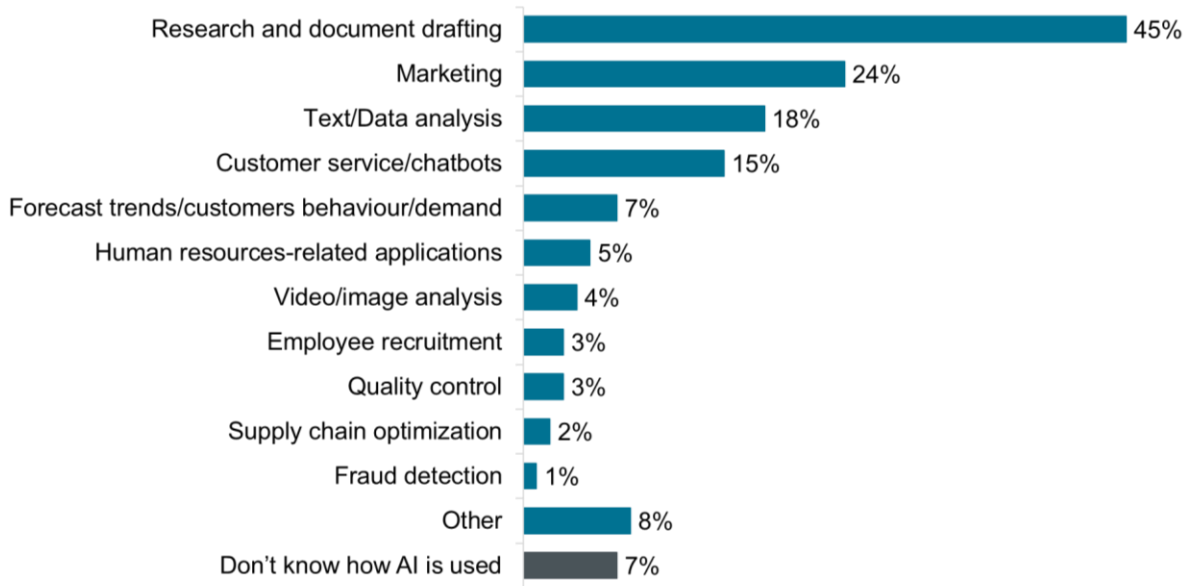 Research and document drafting 45%
Marketing 24%
Text/Data analysis 18%
Customer service/chatbots 15%
Forecast trends/customers behaviour/demand 7%
Human resources-related applications 5%
Video/image analysis 4%
Employee recruitment 3%
Quality control 3%
Supply chain optimization 2%
Fraud detection 1%
Other 8%
Don’t know how AI is used 7%